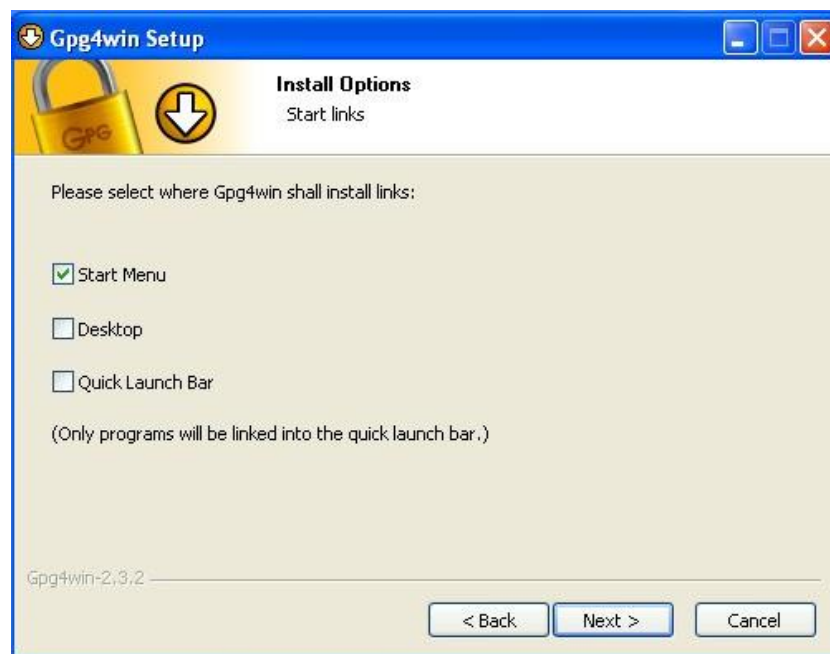 Gpg4win Setup
Install Options
Start links
GPG
Please select where Gpg4win shall install links:
Start Menu
Desktop
Quick Launch Bar
(Only programs will be linked into the quick launch bar.)
Gpg4win-2.3.2
< Back Next > Cancel